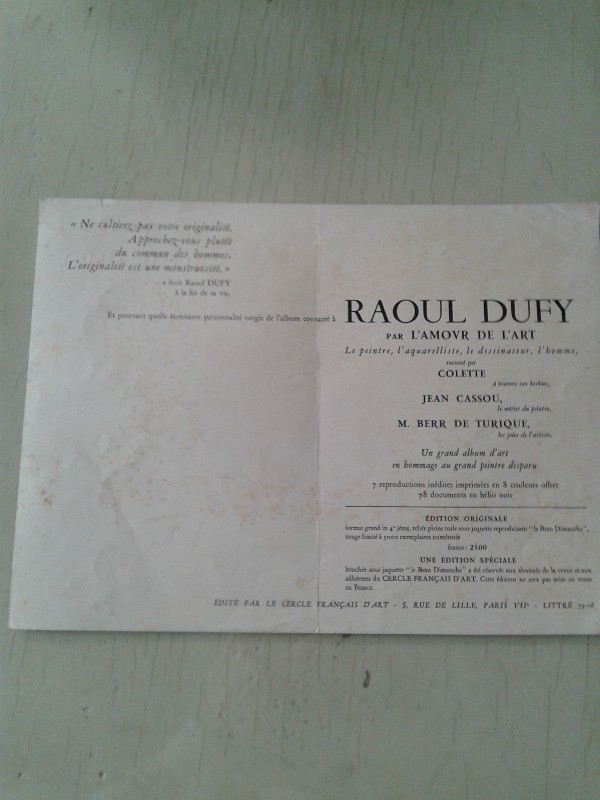 « Ne cultivez pas votre originalité.
Approchez-vous plutôt
du commun des hommes.
L'originalité est une monstruosité. »
a écrit Raoul DUFY
à la fin de sa vie.
Et pourtant quelle étonnante personnalité surgit de l'album consacré à
RAOUL DUFY
PAR L'AMOVR DE L'ART
Le peintre, l'aquarelliste, le dessinateur, l'homme,
raconté par
COLETTE
à travers son herbier,
JEAN CASSOU,
le métier du peintre,
M. BERR DE TURIQUE,
les joies de l'artiste.
Un grand album d'art
en hommage au grand peintre disparu
7 reproductions inédites imprimées en 8 couleurs offset
78 documents en hélio noir
ÉDITION ORIGINALE
format grand in 4° jésus, reliée pleine toile sous jaquette reproduisant "le Beau Dimanche",
tirage limité à 5000 exemplaires numérotés
francs : 2500
UNE ÉDITION SPÉCIALE
brochée sous jaquette "le Beau Dimanche" a été réservée aux abonnés de la revue et aux
adhérents du CERCLE FRANÇAIS D'ART. Cette édition ne sera pas mise en vente
en France.
ÉDITÉ PAR LE CERCLE FRANÇAIS D'ART - 5, RUE DE LILLE, PARIS VIIe - LITTRÉ